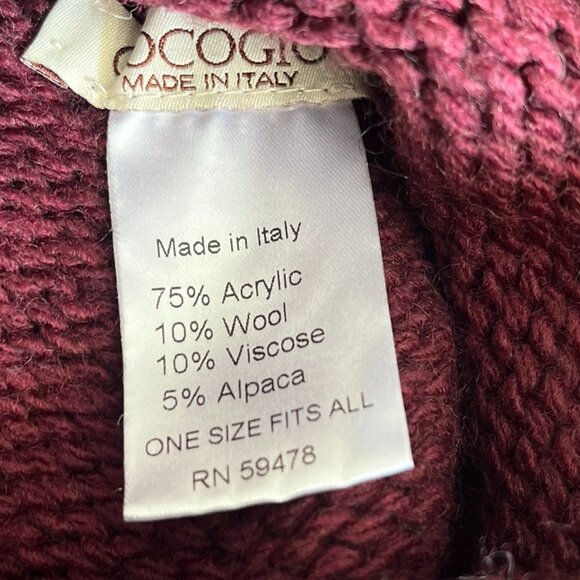 MADE IN ITALY
Made in Italy
75% Acrylic
10% Wool
10% Viscose
5% Alpaca
ONE SIZE FITS ALL
RN 59478